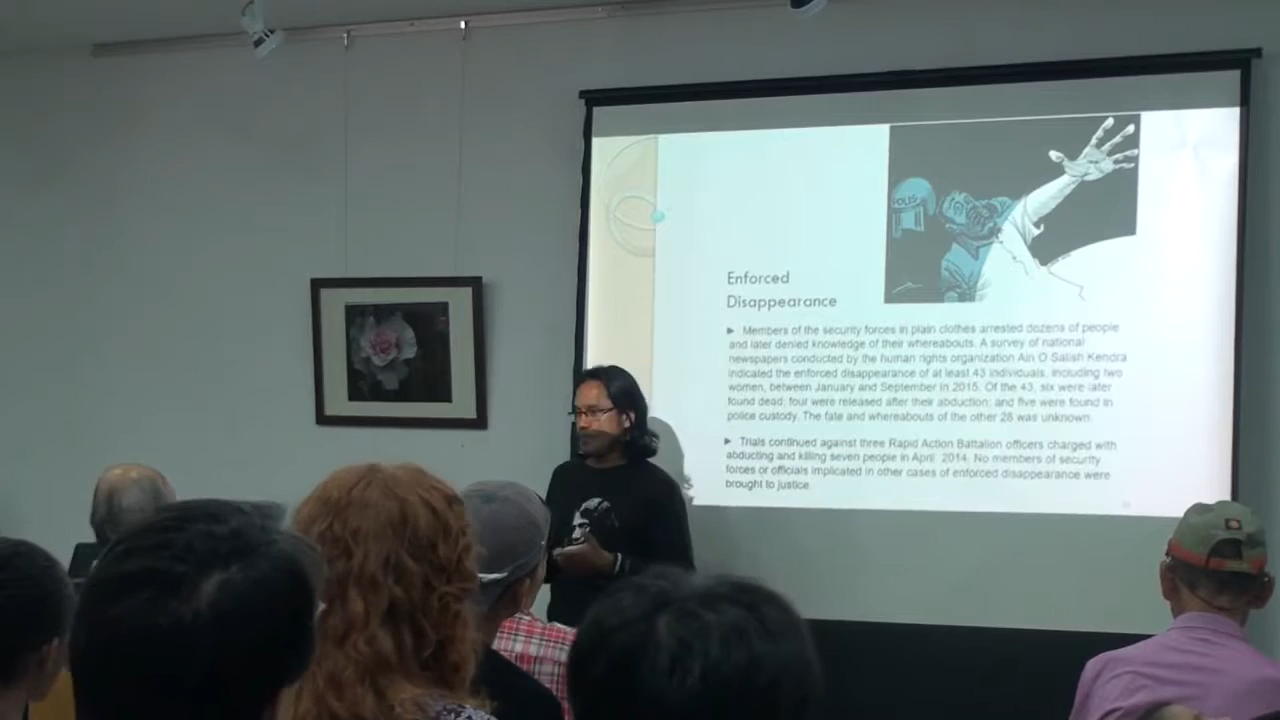 POLIS
Enforced
Disappearance
► Members of the security forces in plain clothes arrested dozens of people
and later denied knowledge of their whereabouts. A survey of national
newspapers conducted by the human rights organization Ain O Salish Kendra
indicated the enforced disappearance of at least 43 individuals, including two
women, between January and September in 2015. Of the 43, six were later
found dead; four were released after their abduction; and five were found in
police custody. The fate and whereabouts of the other 28 was unknown.
► Trials continued against three Rapid Action Battalion officers charged with
abducting and killing seven people in April 2014. No members of security
forces or officials implicated in other cases of enforced disappearance were
brought to justice